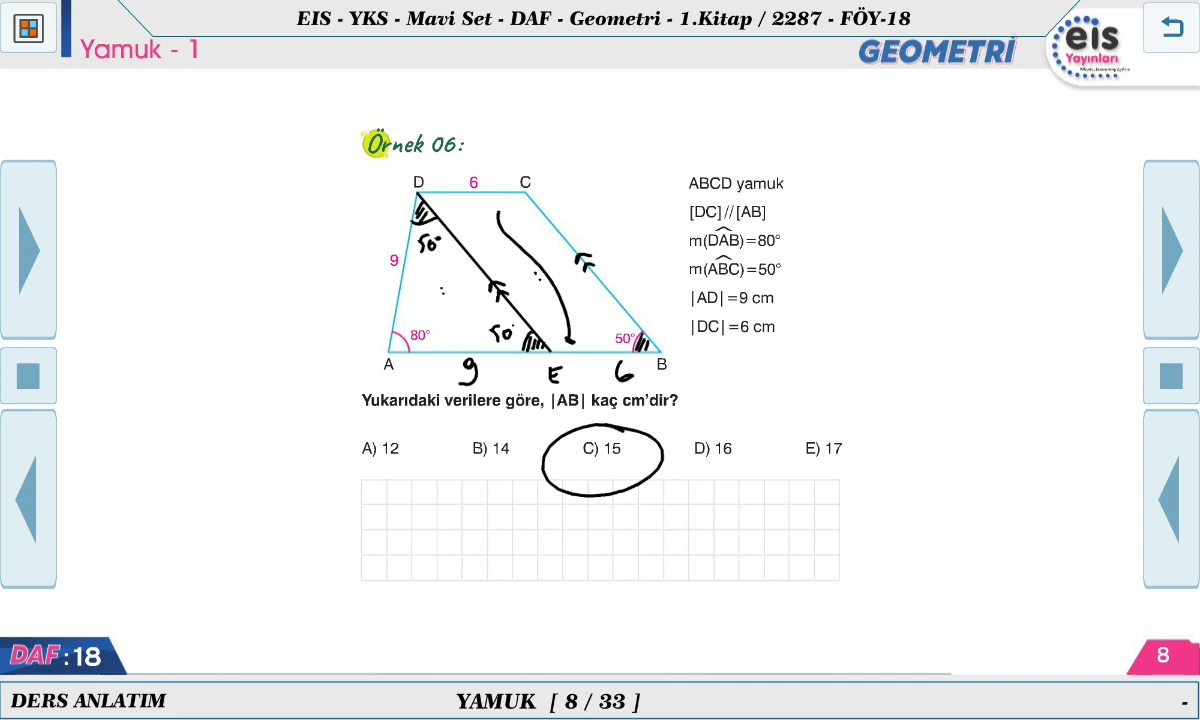 EIS - YKS - Mavi Set - DAF - Geometri - 1.Kitap / 2287 - FÖY-18
Yamuk - 1
GEOMETRİ
eis
Yayınları
Örnek 06:
D 6 C
9
50°
80°
50°
50°
A 9 E 6 B
ABCD yamuk
[DC]//[AB]
m(DAB)=80°
m(ABC)=50°
|AD|=9 cm
|DC|=6 cm
Yukarıdaki verilere göre, |AB| kaç cm'dir?
A) 12 B) 14 C) 15 D) 16 E) 17
DAF:18
8
DERS ANLATIM
YAMUK [ 8 / 33 ]
-